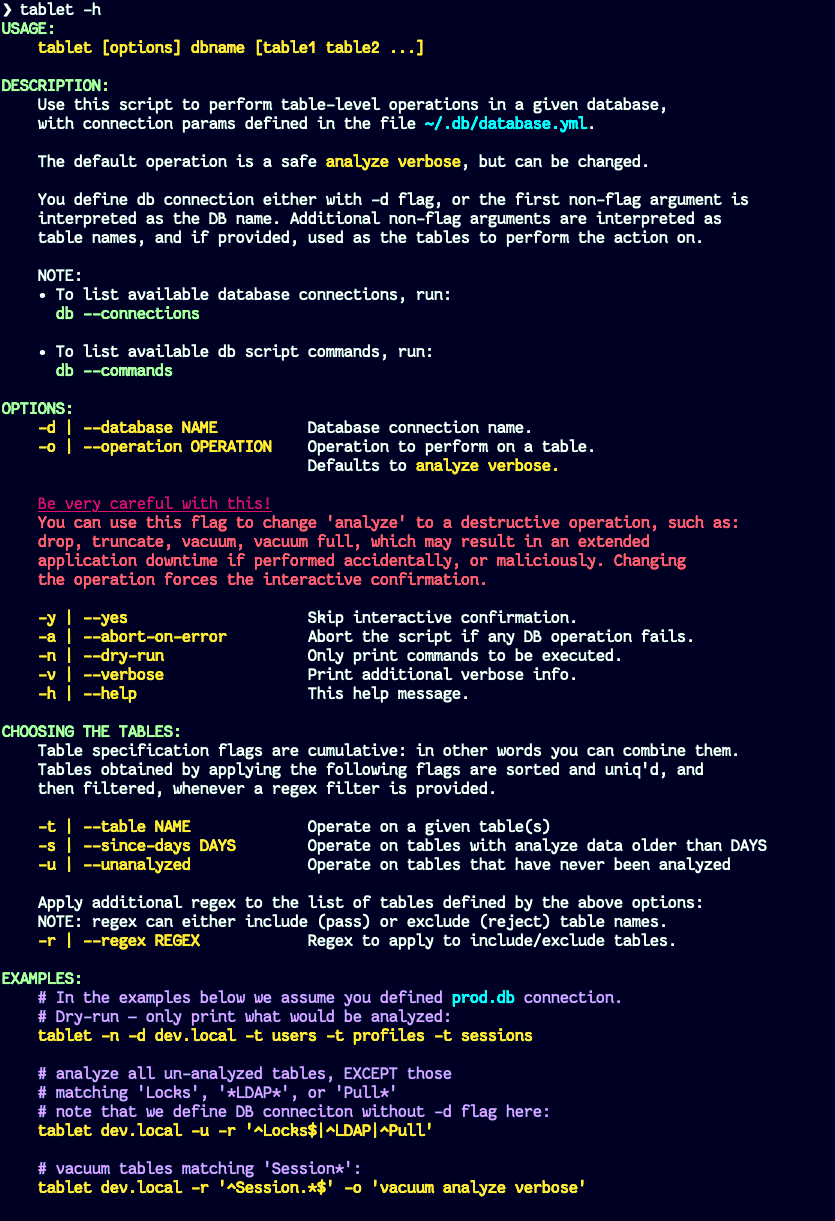 ❯ tablet -h
USAGE:
    tablet [options] dbname [table1 table2 ...]

DESCRIPTION:
    Use this script to perform table-level operations in a given database,
    with connection params defined in the file ~/.db/database.yml.

    The default operation is a safe analyze verbose, but can be changed.

    You define db connection either with -d flag, or the first non-flag argument is
    interpreted as the DB name. Additional non-flag arguments are interpreted as
    table names, and if provided, used as the tables to perform the action on.

    NOTE:
    • To list available database connections, run:
      db --connections

    • To list available db script commands, run:
      db --commands

OPTIONS:
    -d | --database NAME          Database connection name.
    -o | --operation OPERATION    Operation to perform on a table.
                                  Defaults to analyze verbose.

    Be very careful with this!
    You can use this flag to change 'analyze' to a destructive operation, such as:
    drop, truncate, vacuum, vacuum full, which may result in an extended
    application downtime if performed accidentally, or maliciously. Changing
    the operation forces the interactive confirmation.

    -y | --yes                    Skip interactive confirmation.
    -a | --abort-on-error         Abort the script if any DB operation fails.
    -n | --dry-run                Only print commands to be executed.
    -v | --verbose                Print additional verbose info.
    -h | --help                   This help message.

CHOOSING THE TABLES:
    Table specification flags are cumulative: in other words you can combine them.
    Tables obtained by applying the following flags are sorted and uniq'd, and
    then filtered, whenever a regex filter is provided.

    -t | --table NAME             Operate on a given table(s)
    -s | --since-days DAYS        Operate on tables with analyze data older than DAYS
    -u | --unanalyzed             Operate on tables that have never been analyzed

    Apply additional regex to the list of tables defined by the above options:
    NOTE: regex can either include (pass) or exclude (reject) table names.
    -r | --regex REGEX            Regex to apply to include/exclude tables.

EXAMPLES:
    # In the examples below we assume you defined prod.db connection.
    # Dry-run — only print what would be analyzed:
    tablet -n -d dev.local -t users -t profiles -t sessions

    # analyze all un-analyzed tables, EXCEPT those
    # matching 'Locks', '*LDAP*', or 'Pull*'
    # note that we define DB conneciton without -d flag here:
    tablet dev.local -u -r '^Locks$|^LDAP|^Pull'

    # vacuum tables matching 'Session*':
    tablet dev.local -r '^Session.*$' -o 'vacuum analyze verbose'